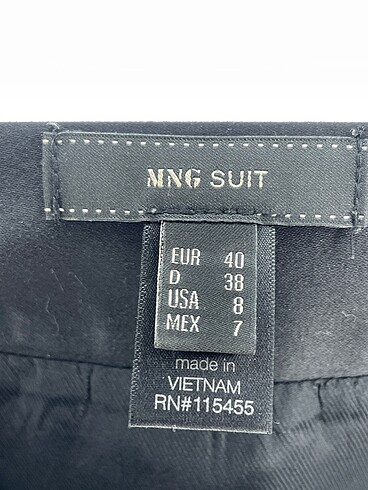 MNG SUIT
EUR 40
D 38
USA 8
MEX 7
made in
VIETNAM
RN#115455